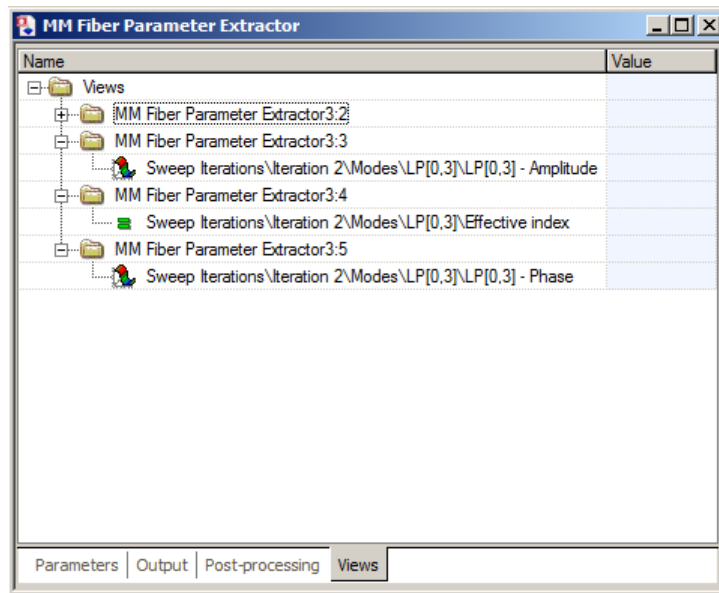 MM Fiber Parameter Extractor
Name Value
Views
MM Fiber Parameter Extractor3:2
MM Fiber Parameter Extractor3:3
Sweep Iterations\Iteration 2\Modes\LP[0,3]\LP[0,3] - Amplitude
MM Fiber Parameter Extractor3:4
Sweep Iterations\Iteration 2\Modes\LP[0,3]\Effective index
MM Fiber Parameter Extractor3:5
Sweep Iterations\Iteration 2\Modes\LP[0,3]\LP[0,3] - Phase
Parameters Output Post-processing Views